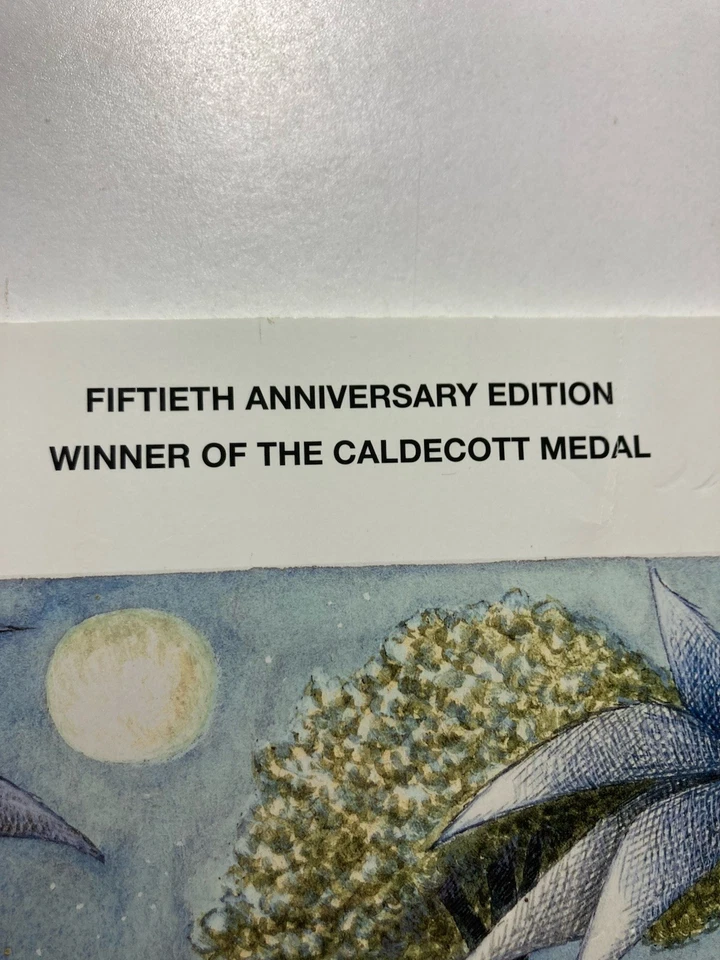 FIFTIETH ANNIVERSARY EDITION
WINNER OF THE CALDECOTT MEDAL